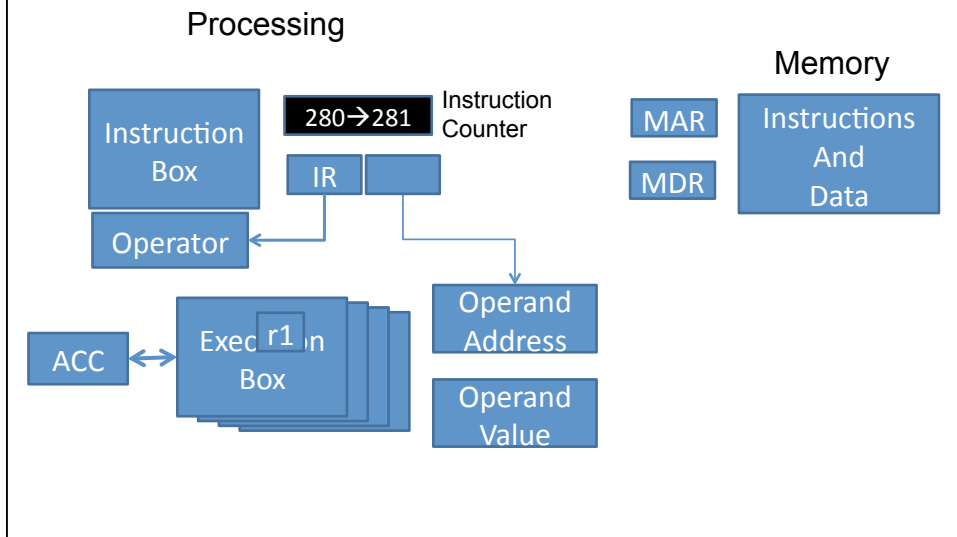 Processing
Memory
Instruction
Box
280→281
Instruction
Counter
MAR
Instructions
And
Data
IR
MDR
Operator
Operand
Address
r1
ACC
Box
Operand
Value